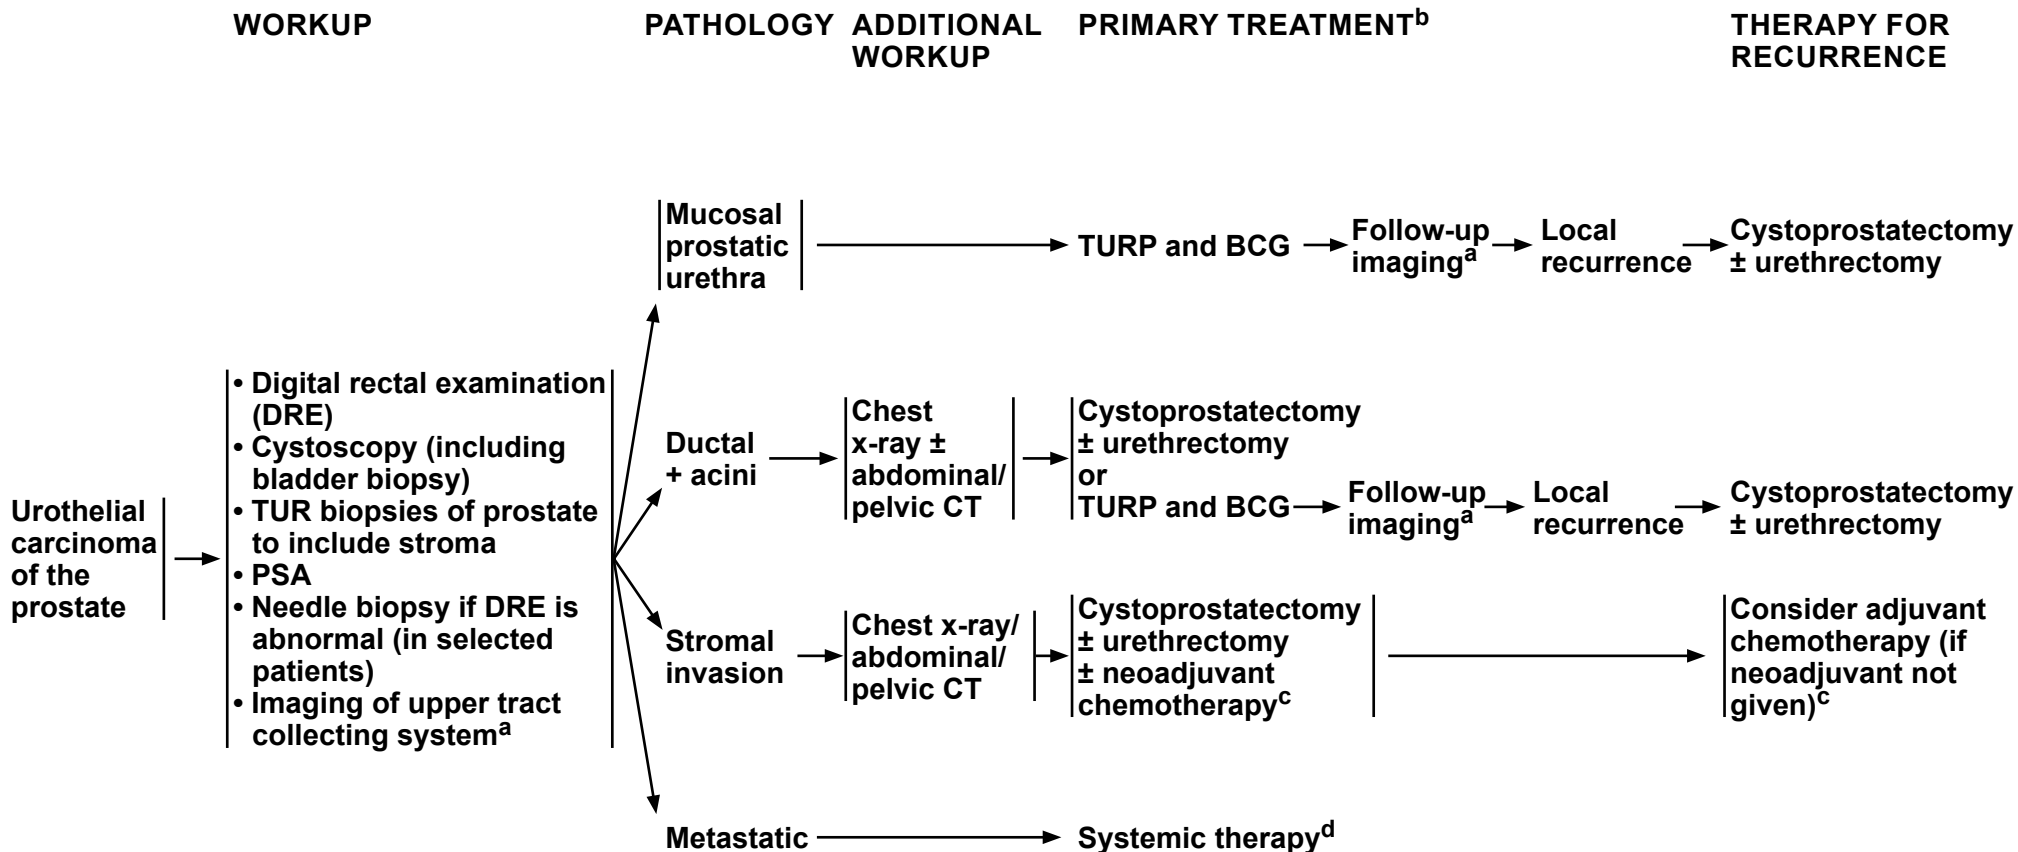 WORKUP
PATHOLOGY
ADDITIONAL
WORKUP
PRIMARY TREATMENTb
THERAPY FOR
RECURRENCE
Urothelial
carcinoma
of the
prostate
• Digital rectal examination
(DRE)
• Cystoscopy (including
bladder biopsy)
• TUR biopsies of prostate
to include stroma
• PSA
• Needle biopsy if DRE is
abnormal (in selected
patients)
• Imaging of upper tract
collecting systema
Mucosal
prostatic
urethra
TURP and BCG
Follow-up
imaginga
Local
recurrence
Cystoprostatectomy
± urethrectomy
Ductal
+ acini
Chest
x-ray ±
abdominal/
pelvic CT
Cystoprostatectomy
± urethrectomy
or
TURP and BCG
Follow-up
imaginga
Local
recurrence
Cystoprostatectomy
± urethrectomy
Stromal
invasion
Chest x-ray/
abdominal/
pelvic CT
Cystoprostatectomy
± urethrectomy
± neoadjuvant
chemotherapyc
Consider adjuvant
chemotherapy (if
neoadjuvant not
given)c
Metastatic
Systemic therapyd